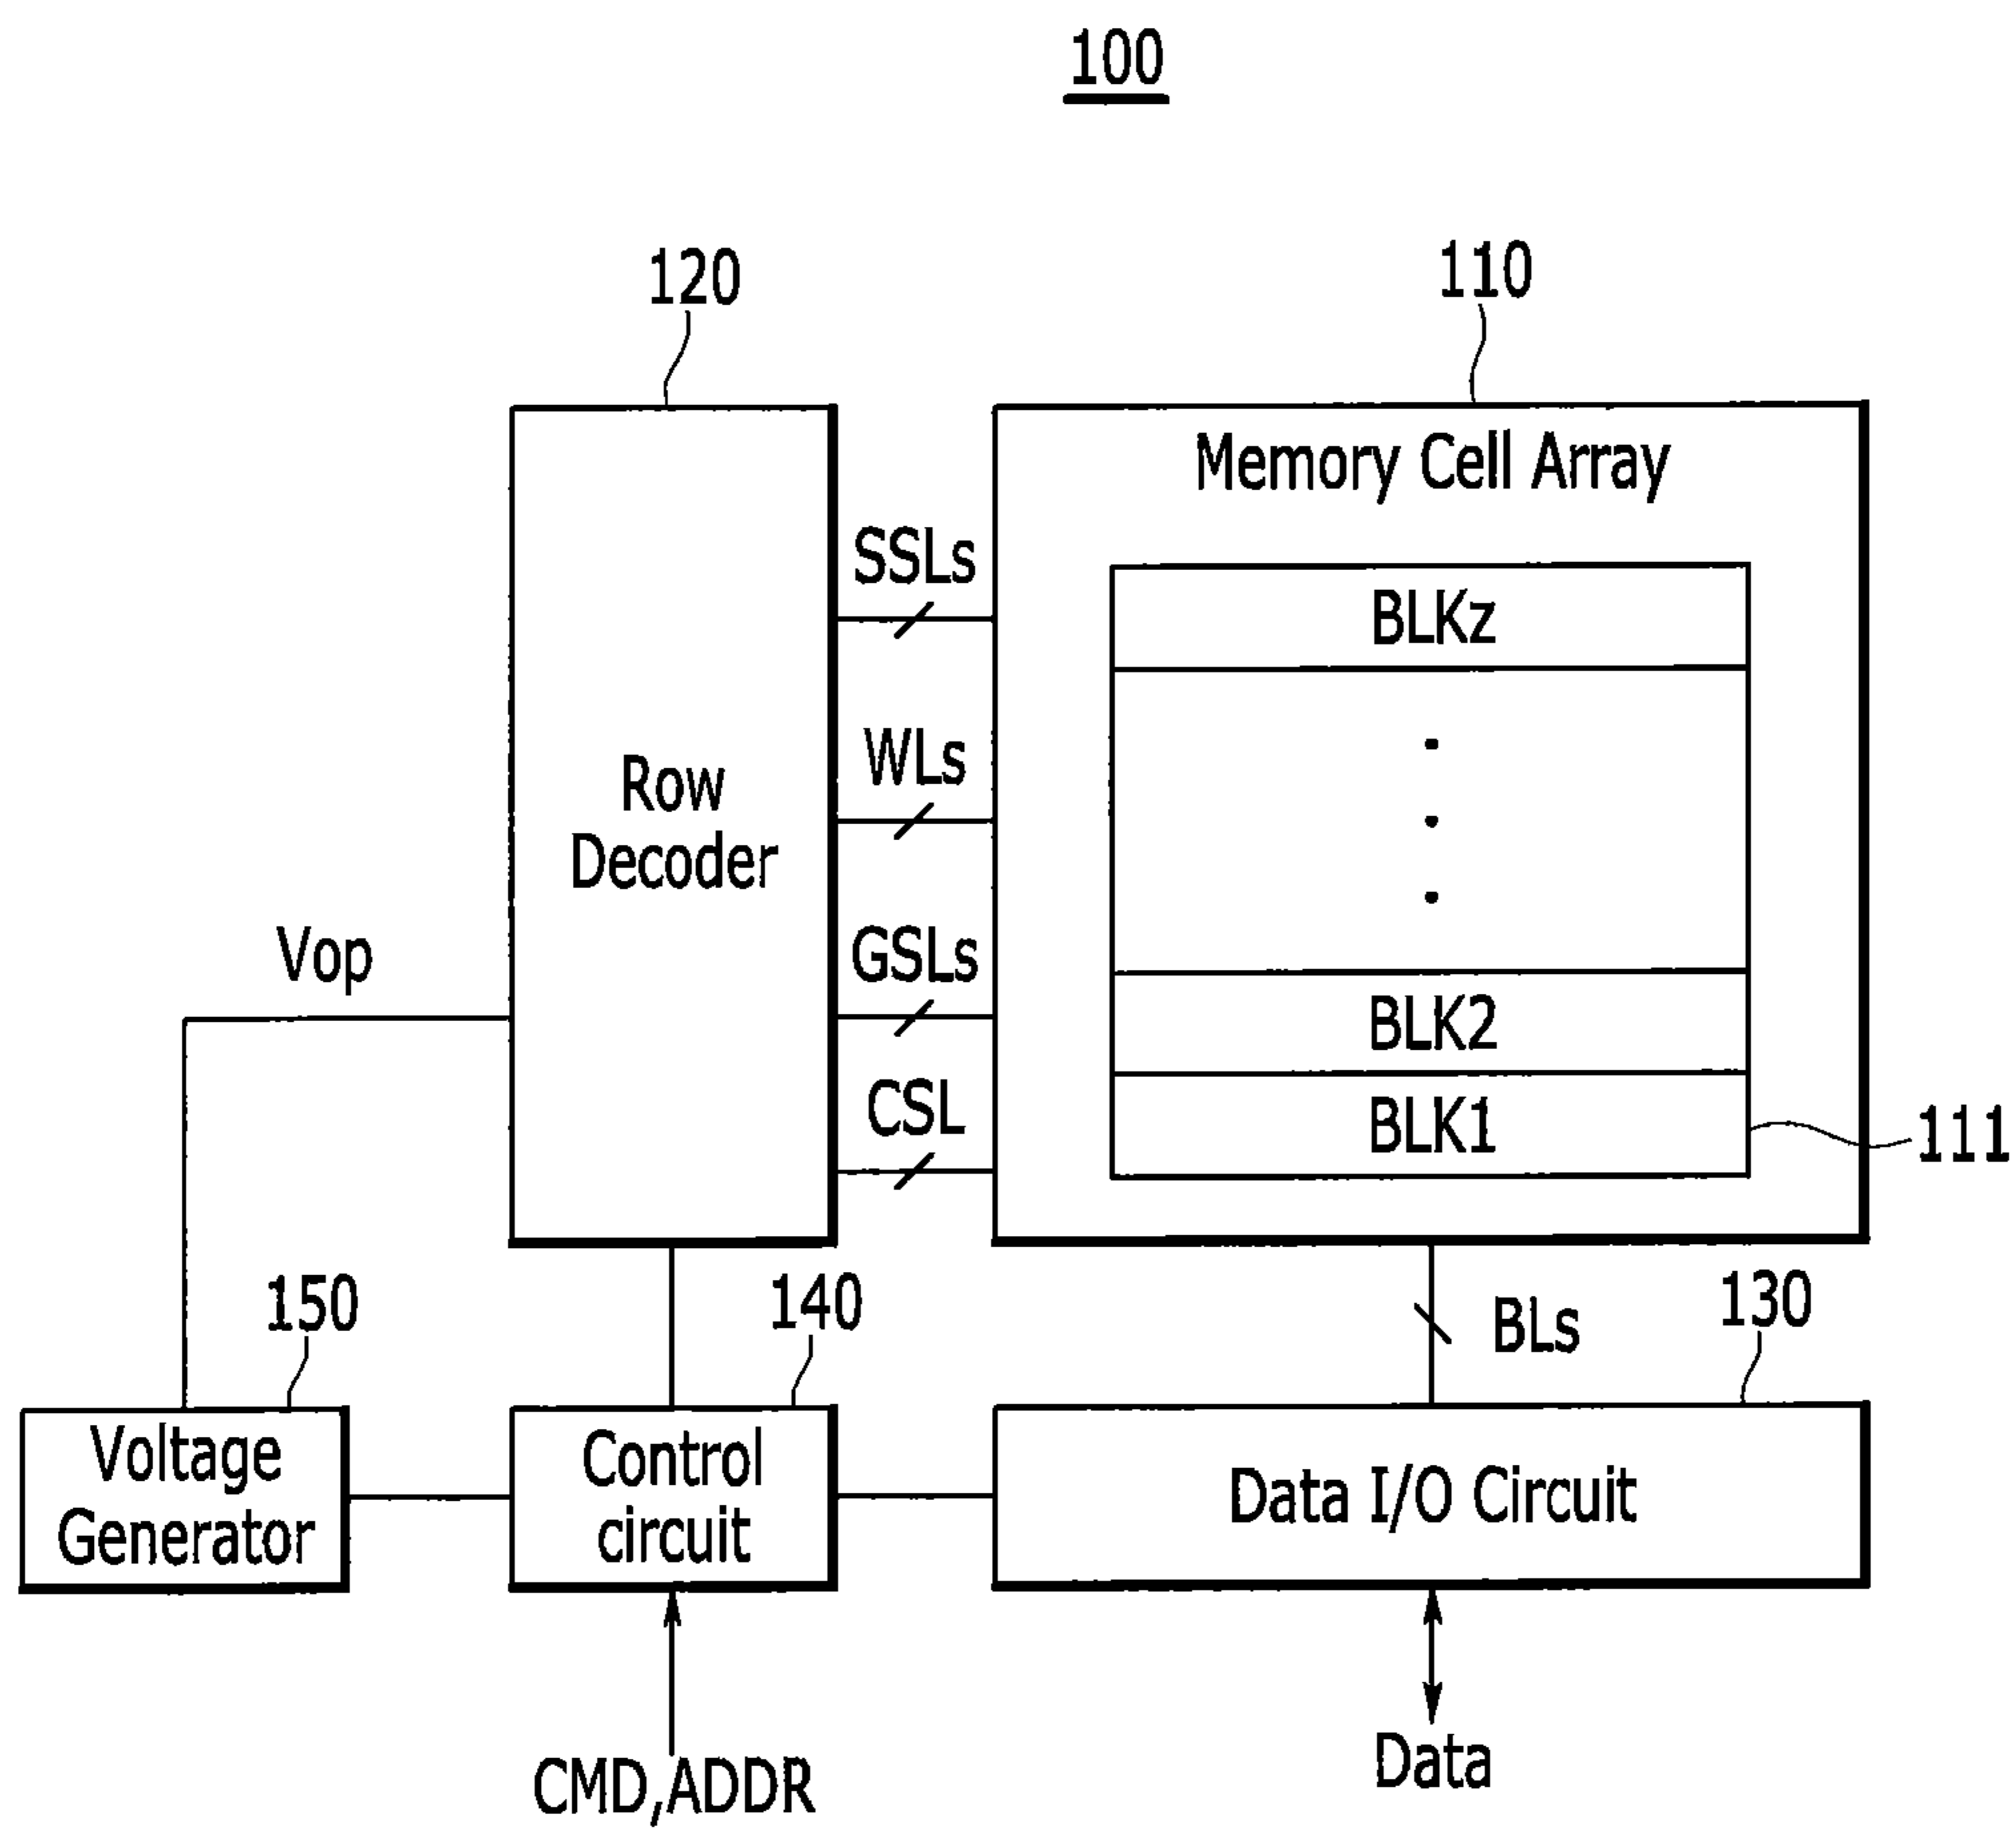 100
120
110
Memory Cell Array
SSLs
BLKz
WLs
Row
Decoder
Vop
GSLs
BLK2
CSL
BLK1
111
150
140
BLs
130
Voltage
Generator
Control
circuit
Data I/O Circuit
CMD,ADDR
Data